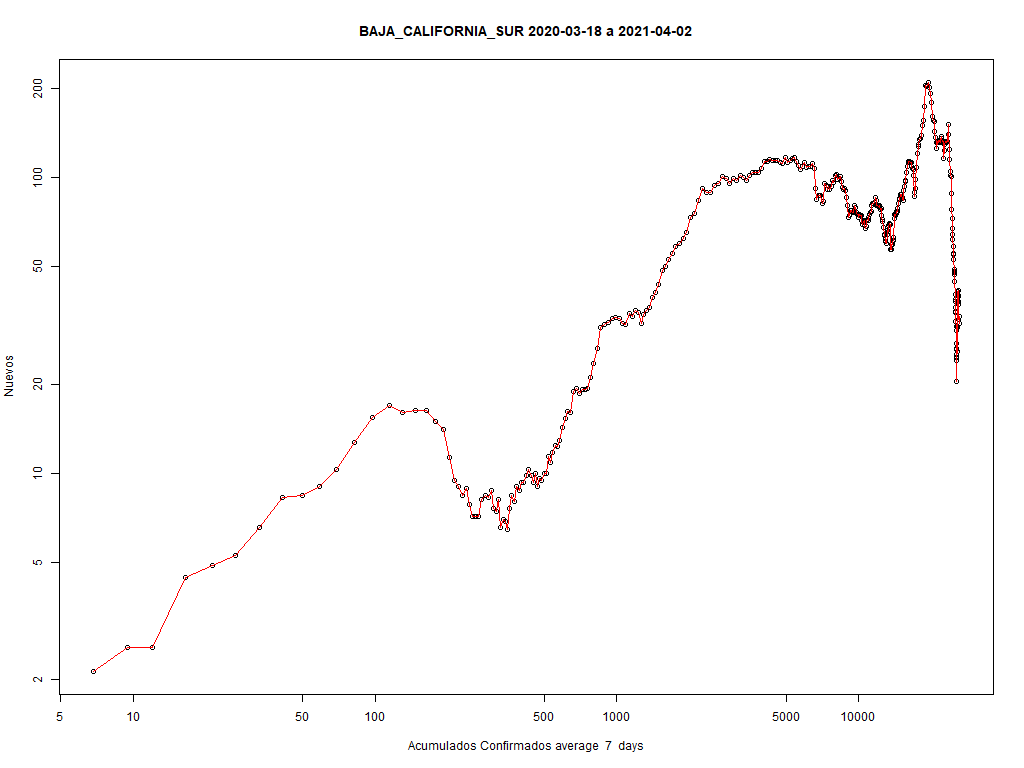 BAJA_CALIFORNIA_SUR 2020-03-18 a 2021-04-02
200
100
50
20
10
5
2
Nuevos
5 10 50 100 500 1000 5000 10000
Acumulados Confirmados average 7 days